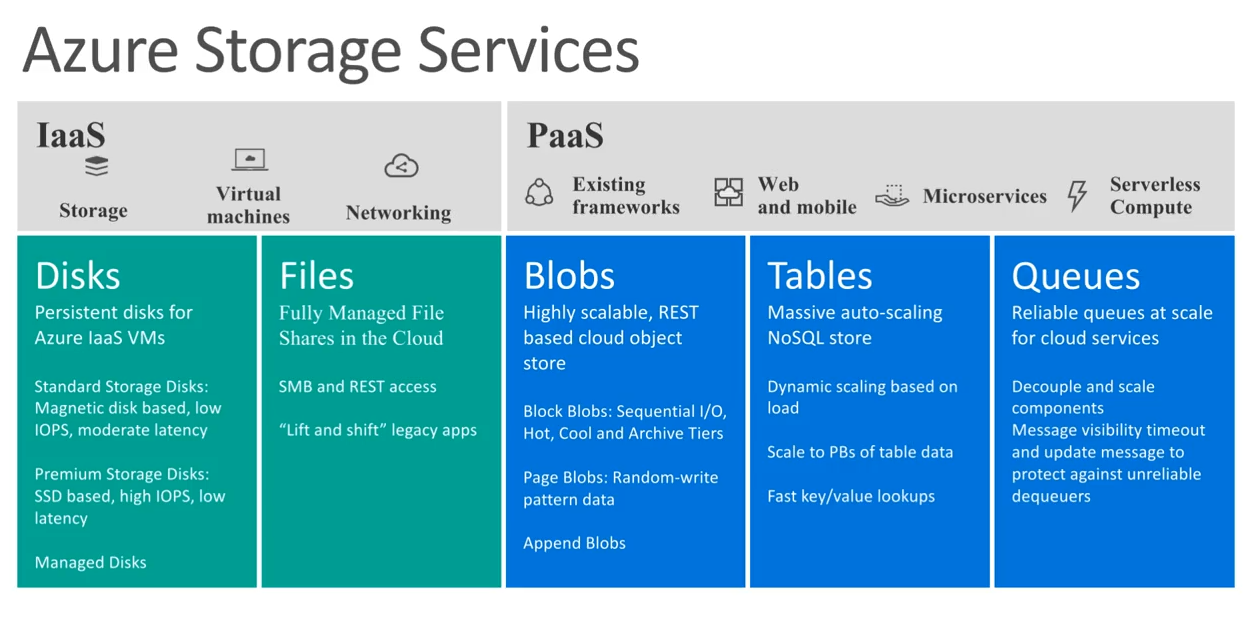 Azure Storage Services
IaaS
Storage
Virtual
machines
Networking
PaaS
Existing
frameworks
Web
and mobile
Microservices
Serverless
Compute
Disks
Persistent disks for
Azure IaaS VMs
Standard Storage Disks:
Magnetic disk based, low
IOPS, moderate latency
Premium Storage Disks:
SSD based, high IOPS, low
latency
Managed Disks
Files
Fully Managed File
Shares in the Cloud
SMB and REST access
“Lift and shift” legacy apps
Blobs
Highly scalable, REST
based cloud object
store
Block Blobs: Sequential I/O,
Hot, Cool and Archive Tiers
Page Blobs: Random-write
pattern data
Append Blobs
Tables
Massive auto-scaling
NoSQL store
Dynamic scaling based on
load
Scale to PBs of table data
Fast key/value lookups
Queues
Reliable queues at scale
for cloud services
Decouple and scale
components
Message visibility timeout
and update message to
protect against unreliable
dequeuers